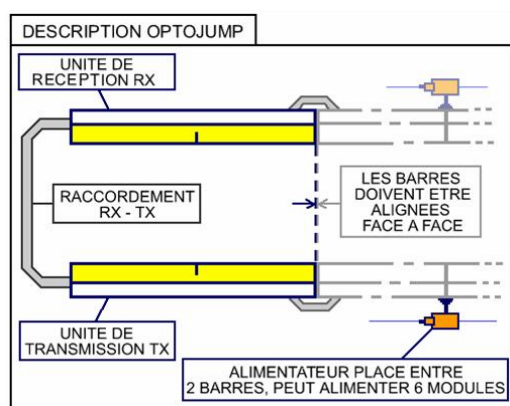 DESCRIPTION OPTOJUMP
UNITE DE
RECEPTION RX
RACCORDEMENT
RX - TX
LES BARRES
DOIVENT ETRE
ALIGNEES
FACE A FACE
UNITE DE
TRANSMISSION TX
ALIMENTATEUR PLACE ENTRE
2 BARRES, PEUT ALIMENTER 6 MODULES